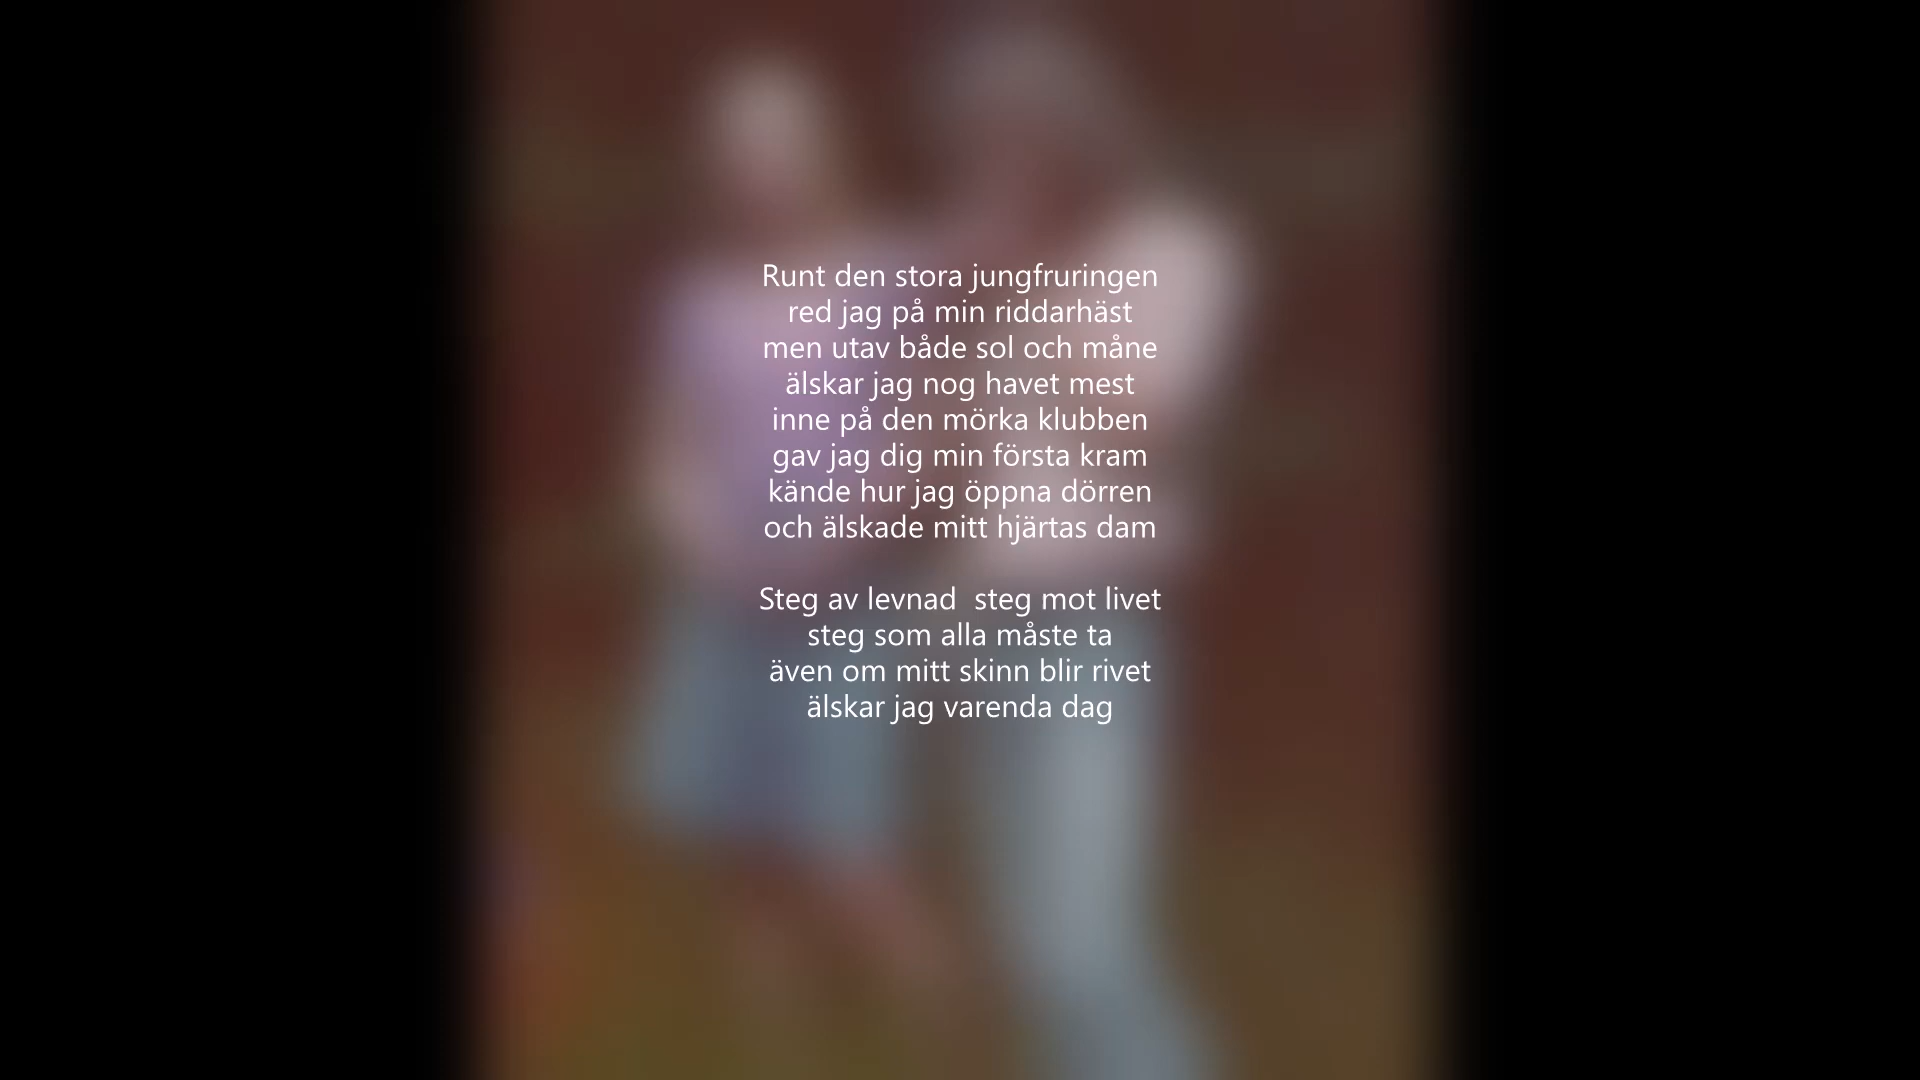 Runt den stora jungfruringen
red jag på min riddarhäst
men utav både sol och måne
älskar jag nog havet mest
inne på den mörka klubben
gav jag dig min första kram
kände hur jag öppna dörren
och älskade mitt hjärtas dam

Steg av levnad  steg mot livet
steg som alla måste ta
även om mitt skinn blir rivet
älskar jag varenda dag